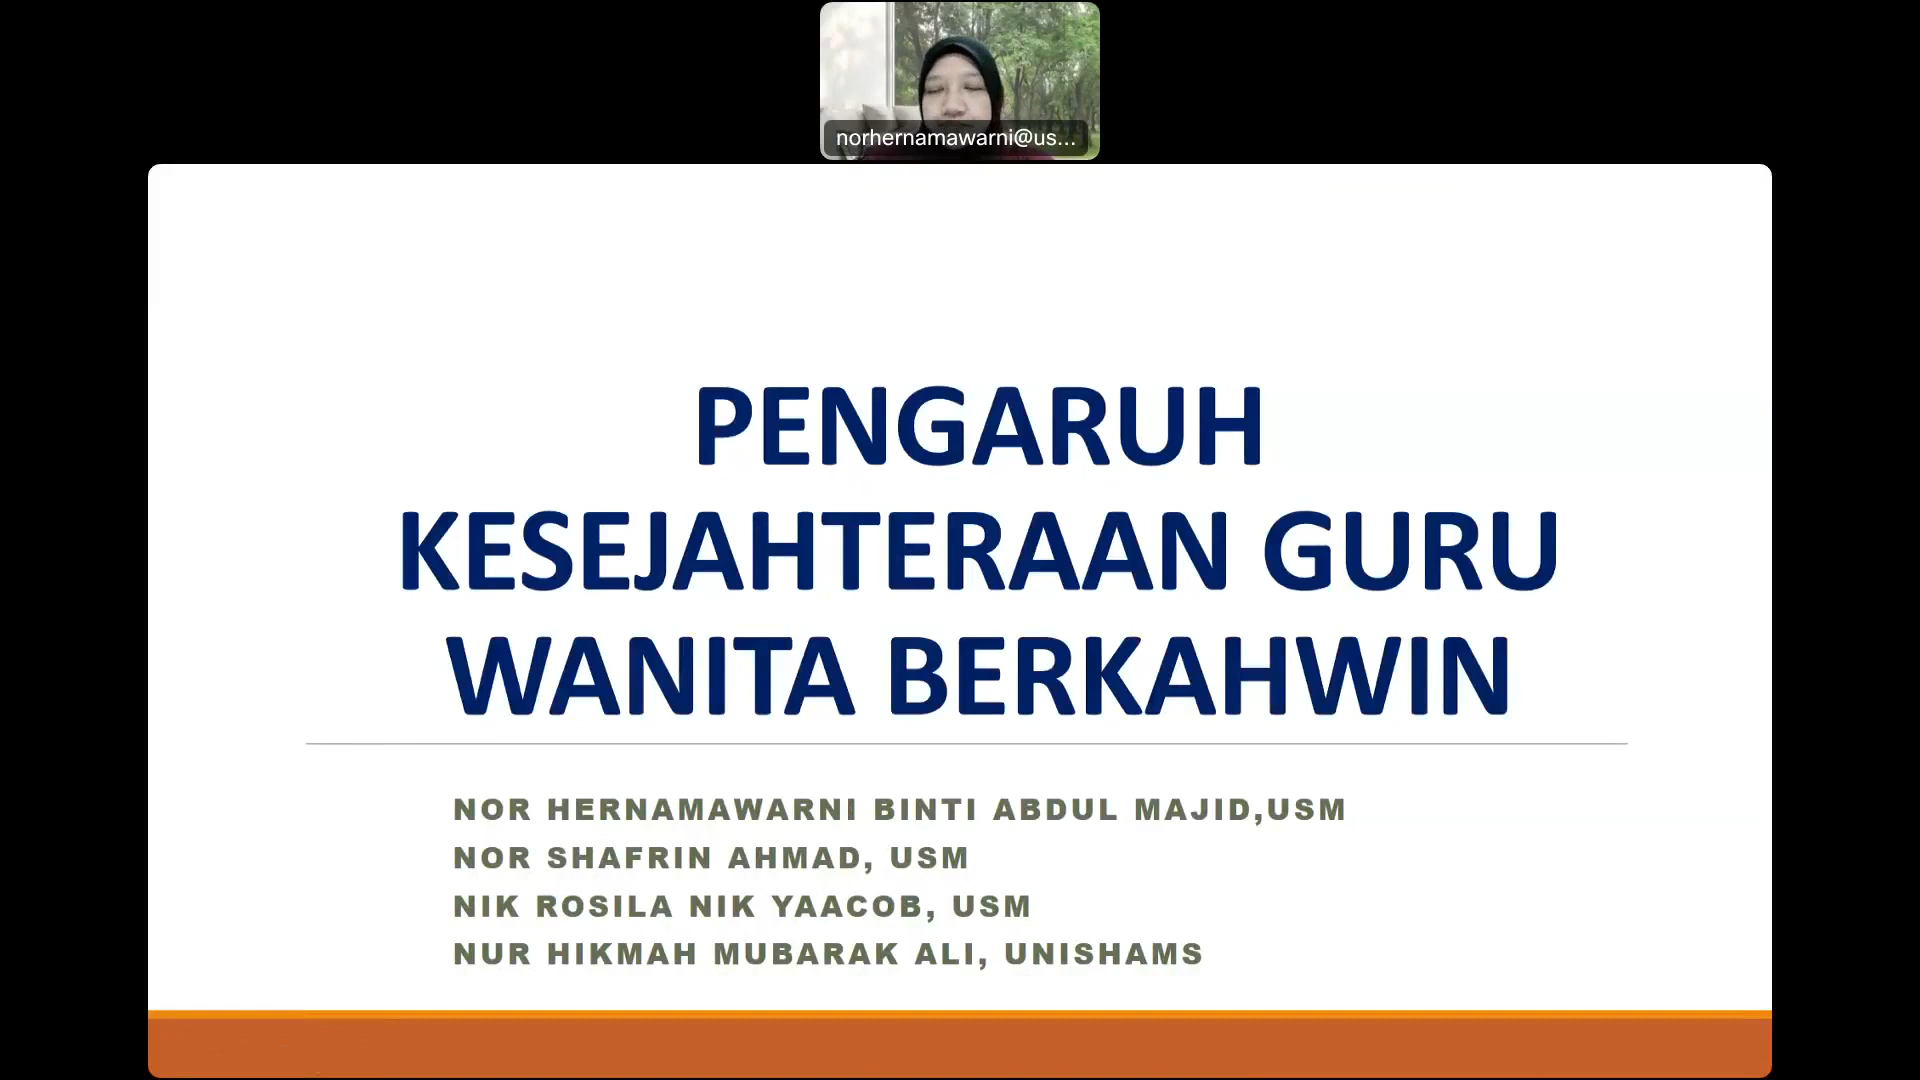 norhernamawarni@us...
PENGARUH
KESEJAHTERAAN GURU
WANITA BERKAHWIN
NOR HERNAMAWARNI BINTI ABDUL MAJID,USM
NOR SHAFRIN AHMAD, USM
NIK ROSILA NIK YAACOB, USM
NUR HIKMAH MUBARAK ALI, UNISHAMS